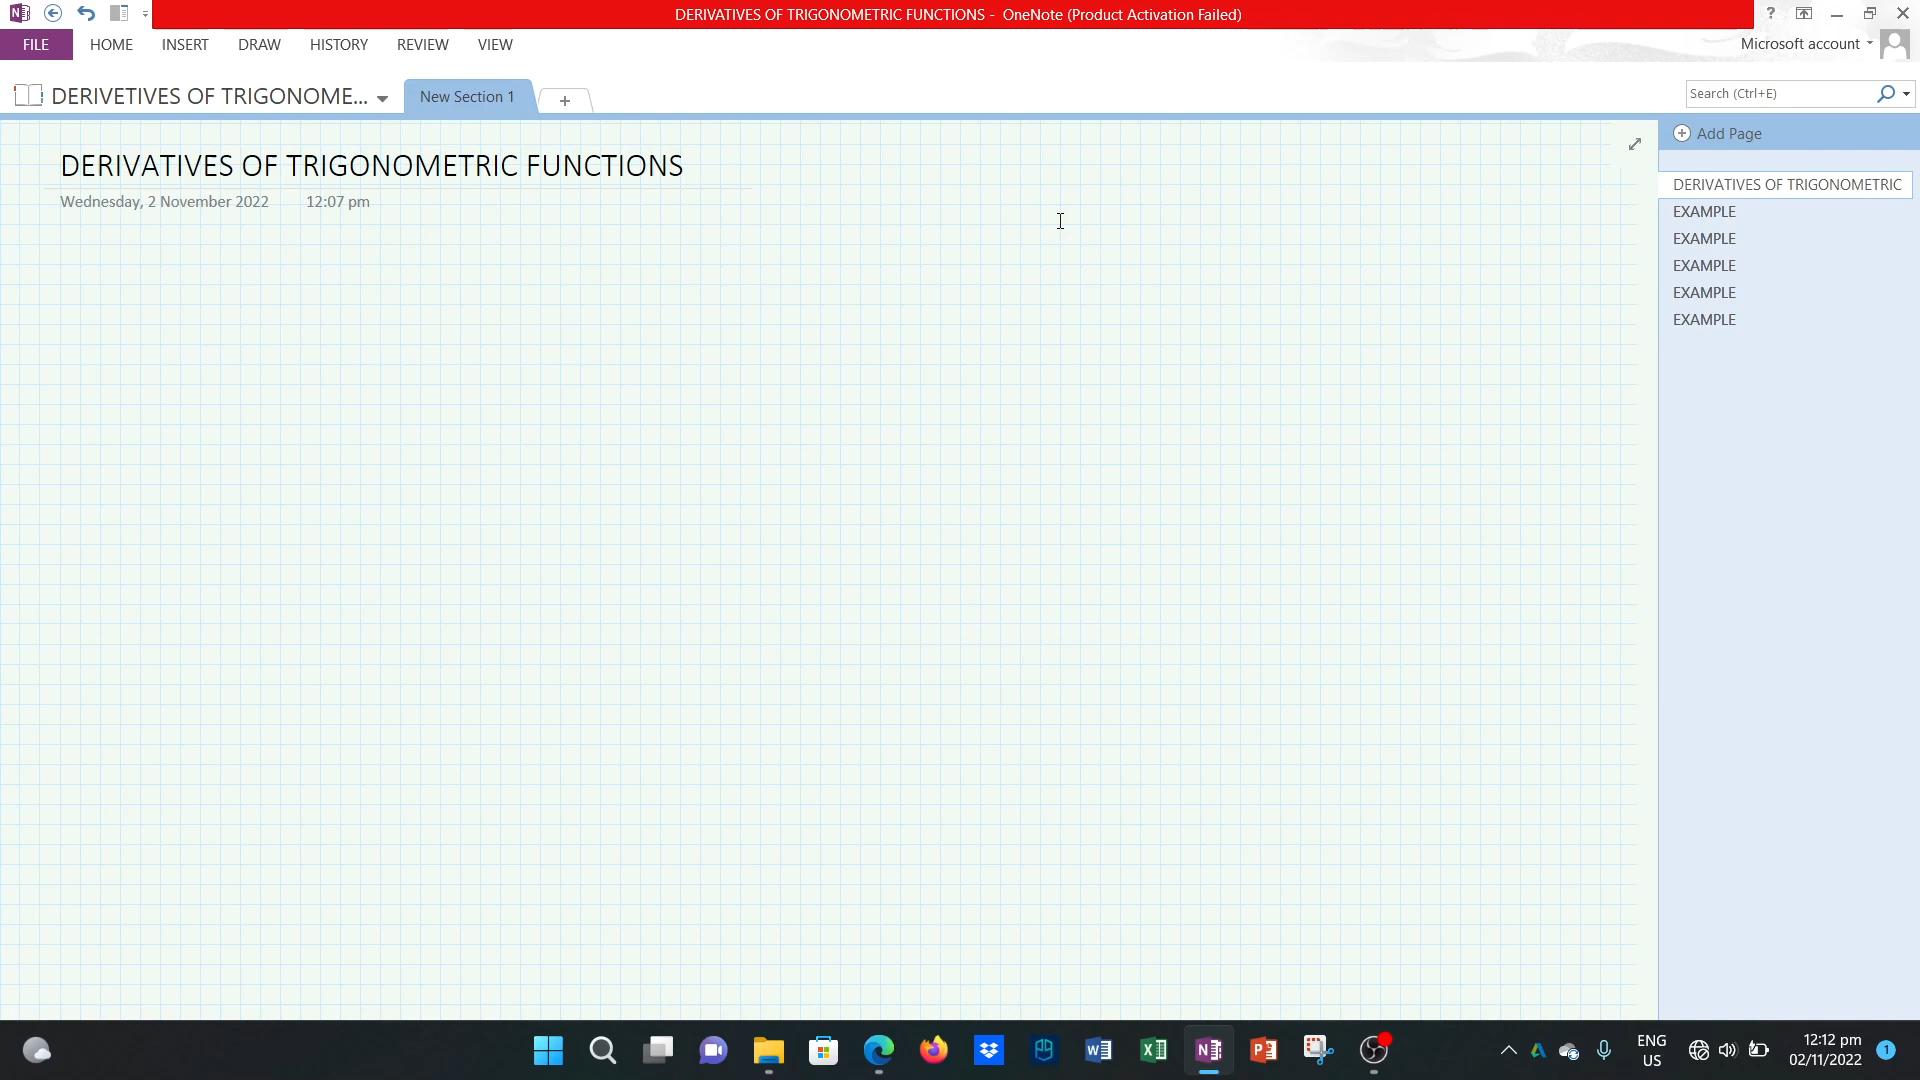 DERIVATIVES OF TRIGONOMETRIC FUNCTIONS - OneNote (Product Activation Failed)
?
FILE HOME INSERT DRAW HISTORY REVIEW VIEW
Microsoft account
DERIVETIVES OF TRIGONOME... New Section 1 +
Search (Ctrl+E)
Add Page
DERIVATIVES OF TRIGONOMETRIC FUNCTIONS
Wednesday, 2 November 2022 12:07 pm
DERIVATIVES OF TRIGONOMETRIC
EXAMPLE
EXAMPLE
EXAMPLE
EXAMPLE
EXAMPLE
ENG
US
12:12 pm
02/11/2022
1